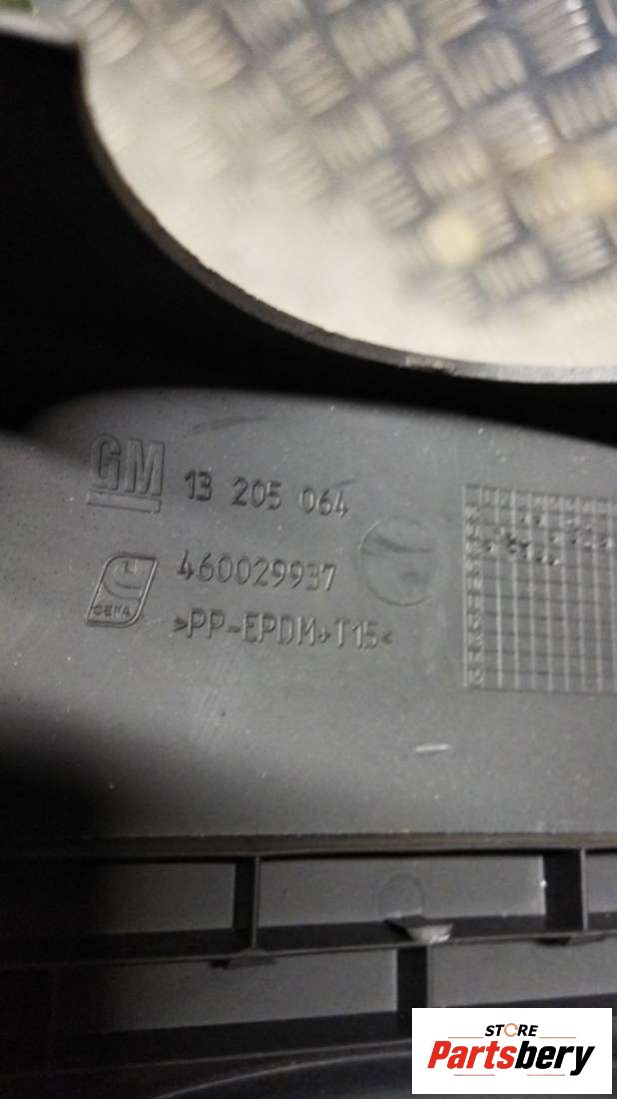 GM 13 205 064
460029937
>PP-EPDM+T15<
STORE
Partsbery